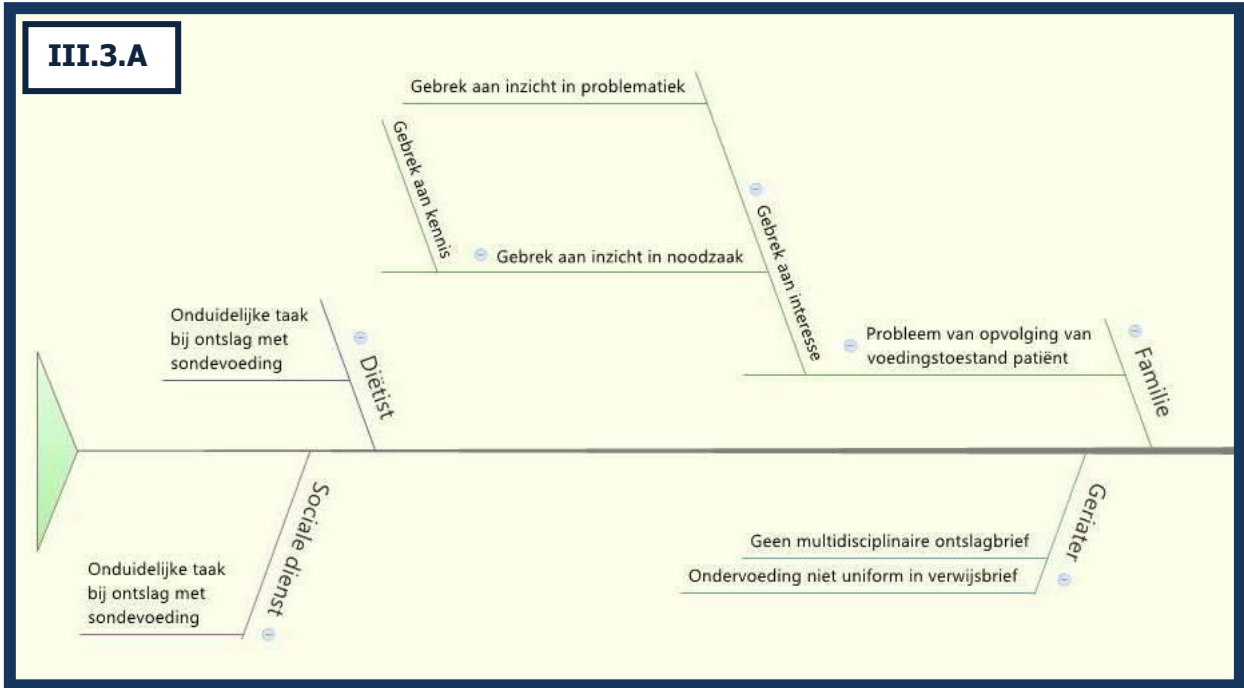 III.3.A
Gebrek aan inzicht in problematiek
Gebrek aan kennis
Gebrek aan inzicht in noodzaak
Gebrek aan interesse
Onduidelijke taak
bij ontslag met
sondevoeding
Diëtist
Probleem van opvolging van
voedingstoestand patiënt
Familie
Sociale dienst
Onduidelijke taak
bij ontslag met
sondevoeding
Geriater
Geen multidisciplinaire ontslagbrief
Ondervoeding niet uniform in verwijsbrief